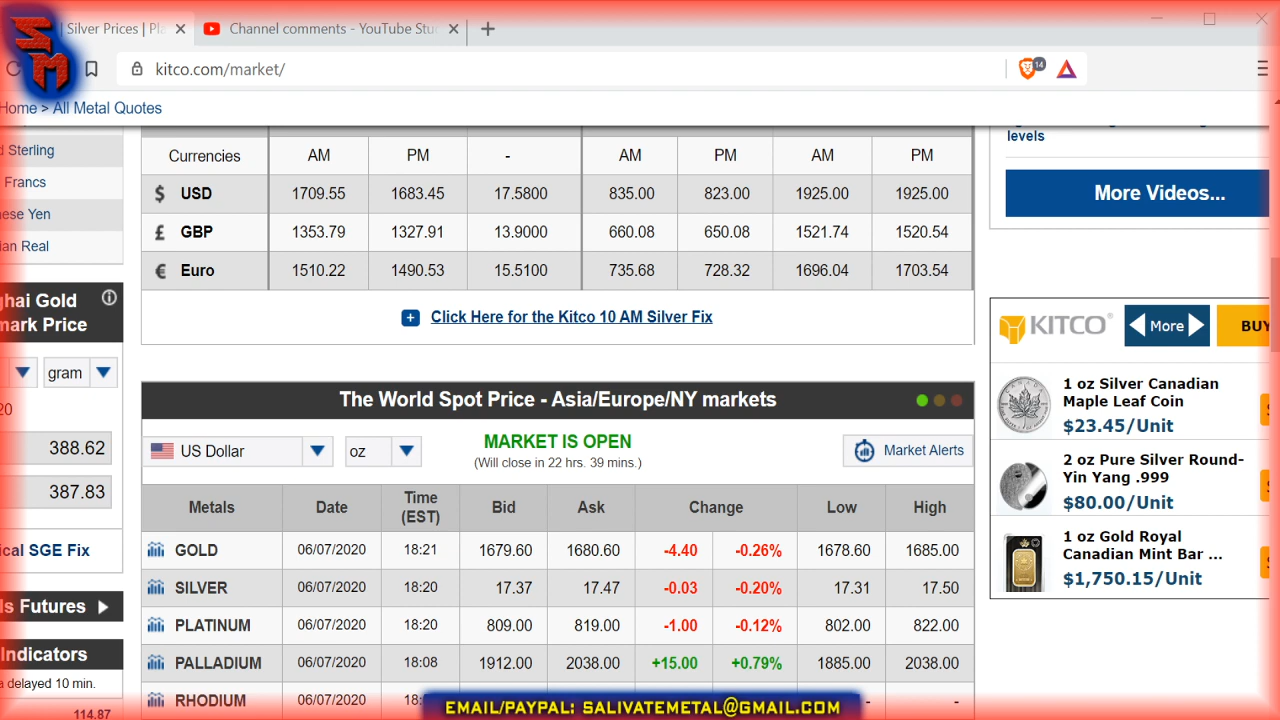 SM
| Silver Prices | Pla
Channel comments - YouTube Stu
kitco.com/market/
14
Home > All Metal Quotes
d Sterling
Francs
nese Yen
ian Real
ghai Gold
mark Price
gram
20
388.62
387.83
ical SGE Fix
ls Futures
Indicators
a delayed 10 min.
114.87
Currencies AM PM - AM PM AM PM
$ USD 1709.55 1683.45 17.5800 835.00 823.00 1925.00 1925.00
£ GBP 1353.79 1327.91 13.9000 660.08 650.08 1521.74 1520.54
€ Euro 1510.22 1490.53 15.5100 735.68 728.32 1696.04 1703.54
Click Here for the Kitco 10 AM Silver Fix
The World Spot Price - Asia/Europe/NY markets
US Dollar oz
MARKET IS OPEN
(Will close in 22 hrs. 39 mins.)
Market Alerts
Metals Date Time (EST) Bid Ask Change Low High
GOLD 06/07/2020 18:21 1679.60 1680.60 -4.40 -0.26% 1678.60 1685.00
SILVER 06/07/2020 18:20 17.37 17.47 -0.03 -0.20% 17.31 17.50
PLATINUM 06/07/2020 18:20 809.00 819.00 -1.00 -0.12% 802.00 822.00
PALLADIUM 06/07/2020 18:08 1912.00 2038.00 +15.00 +0.79% 1885.00 2038.00
RHODIUM 06/07/2020 - -
levels
More Videos...
KITCO® More BUY
1 oz Silver Canadian
Maple Leaf Coin
$23.45/Unit
2 oz Pure Silver Round-
Yin Yang .999
$80.00/Unit
1 oz Gold Royal
Canadian Mint Bar ...
$1,750.15/Unit
EMAIL/PAYPAL: SALIVATEMETAL@GMAIL.COM